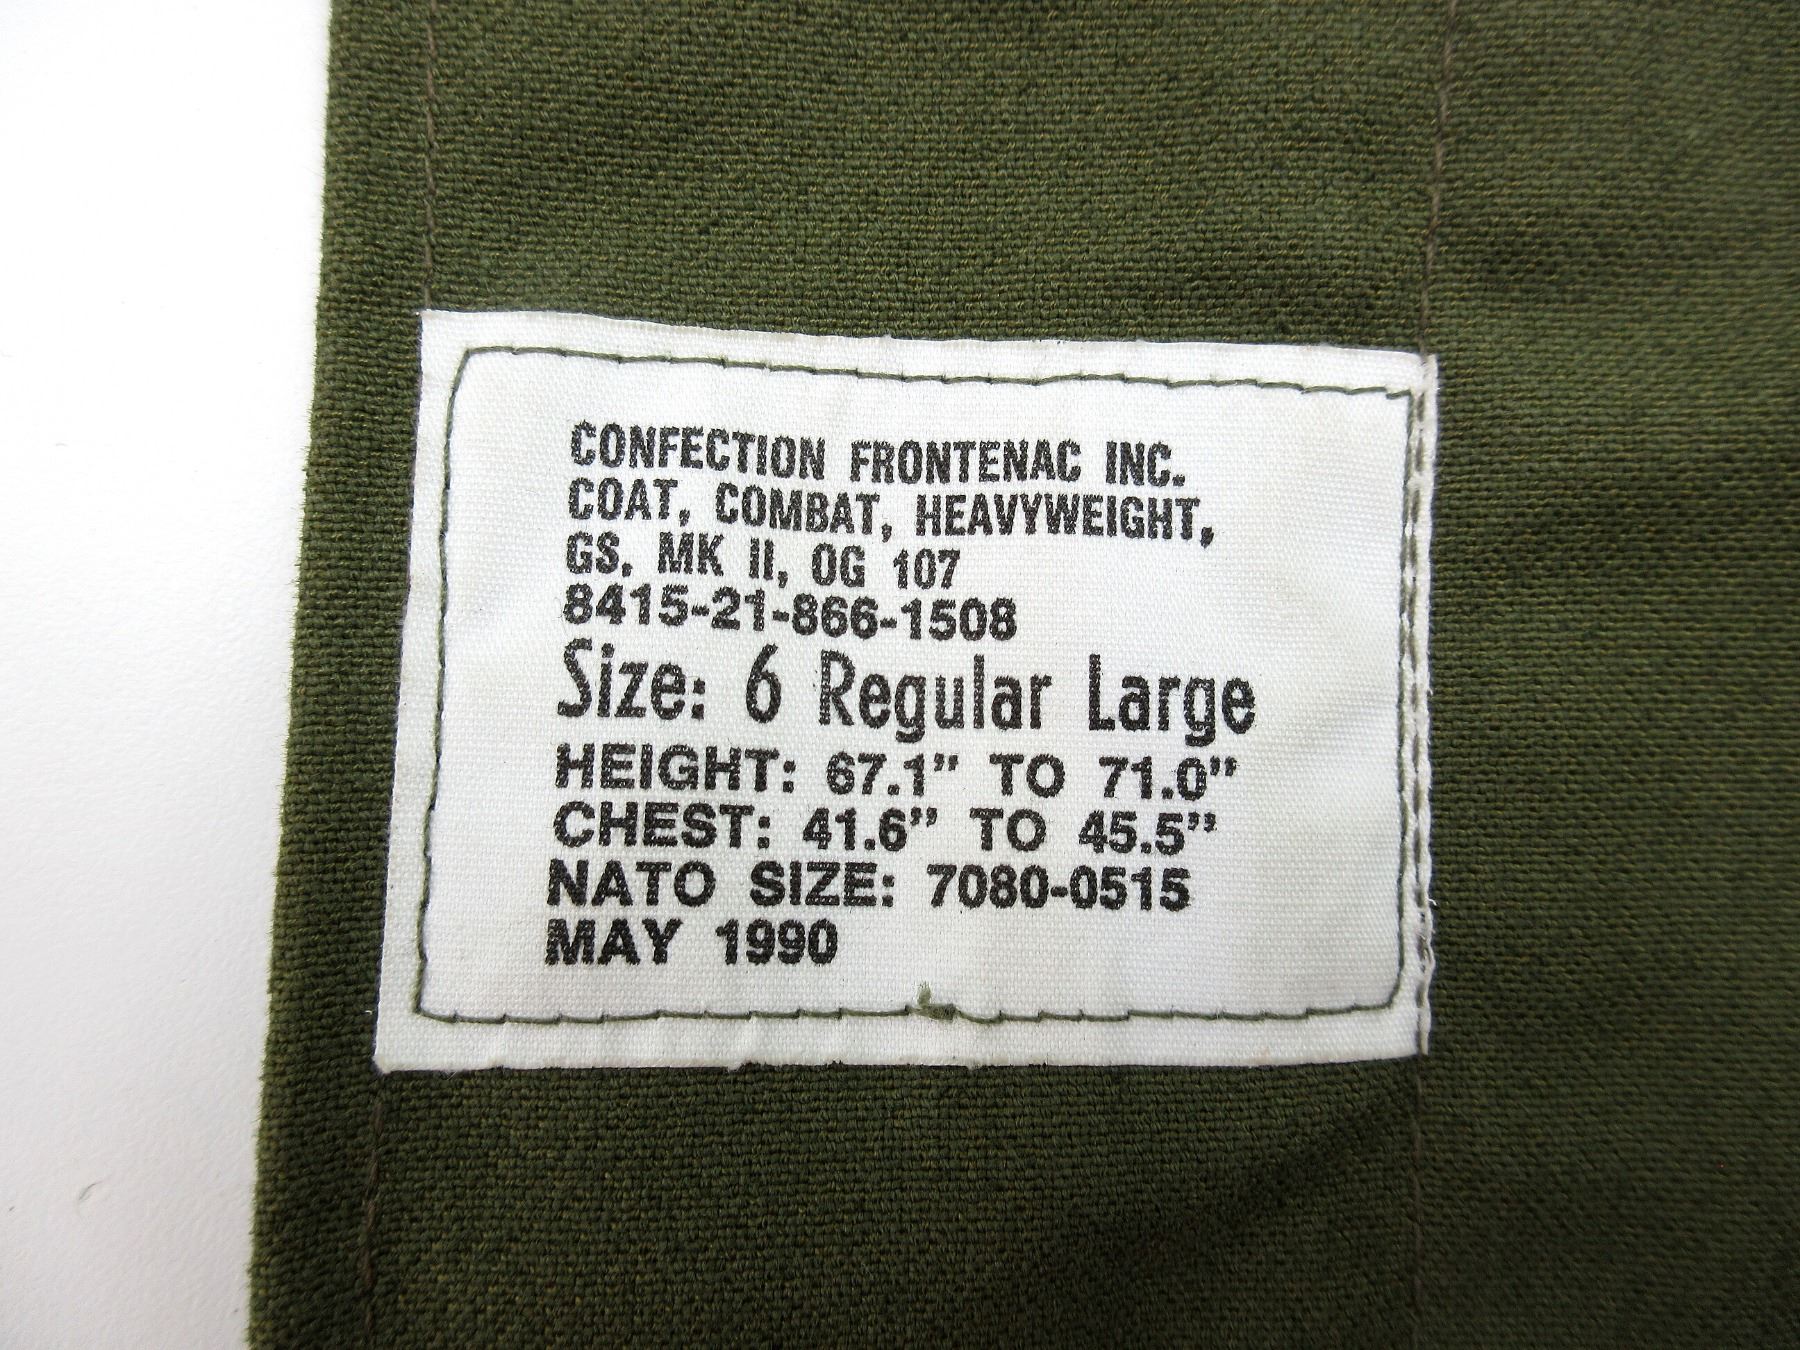 CONFECTION FRONTENAC INC.
COAT, COMBAT, HEAVYWEIGHT,
GS, MK II, OG 107
8415-21-866-1508
Size: 6 Regular Large
HEIGHT: 67.1” TO 71.0”
CHEST: 41.6” TO 45.5”
NATO SIZE: 7080-0515
MAY 1990